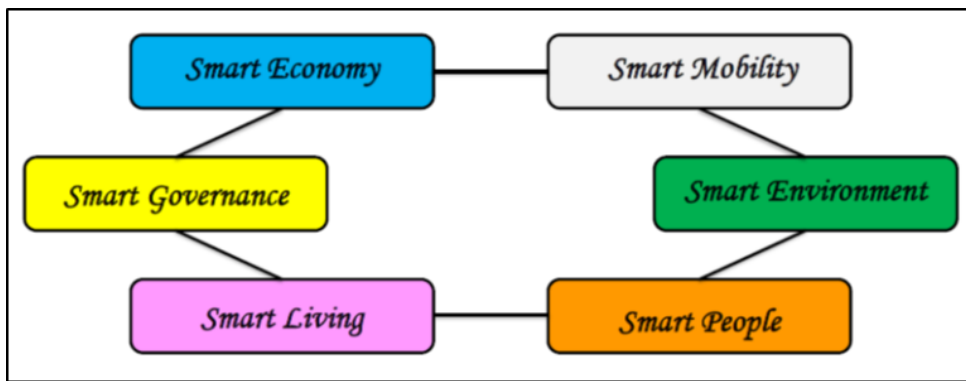 Smart Economy
Smart Mobility
Smart Governance
Smart Environment
Smart Living
Smart People